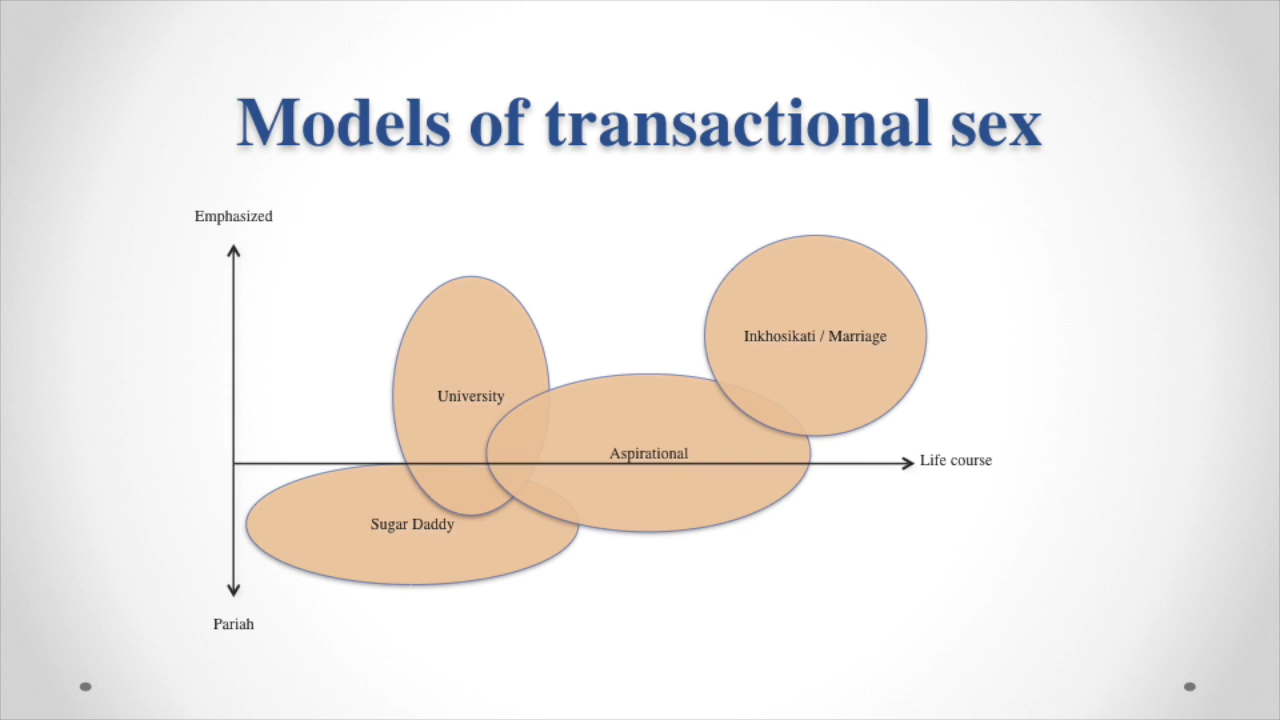 Models of transactional sex
Emphasized
Inkhosikati / Marriage
University
Aspirational
Life course
Sugar Daddy
Pariah